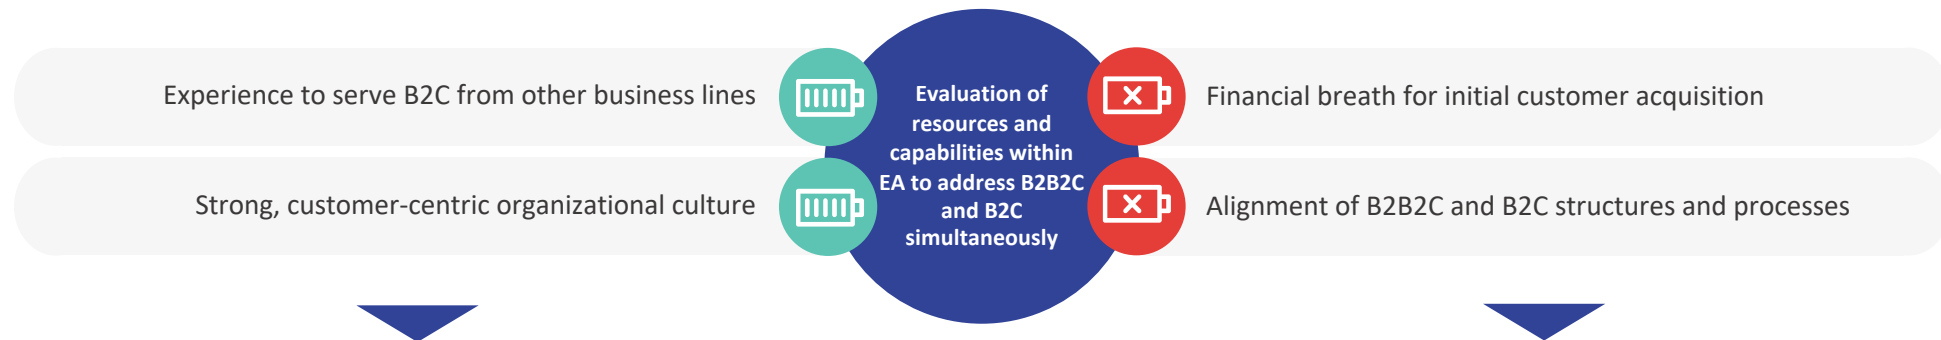 Experience to serve B2C from other business lines
Strong, customer-centric organizational culture
Evaluation of
resources and
capabilities within
EA to address B2B2C
and B2C
simultaneously
Financial breath for initial customer acquisition
Alignment of B2B2C and B2C structures and processes